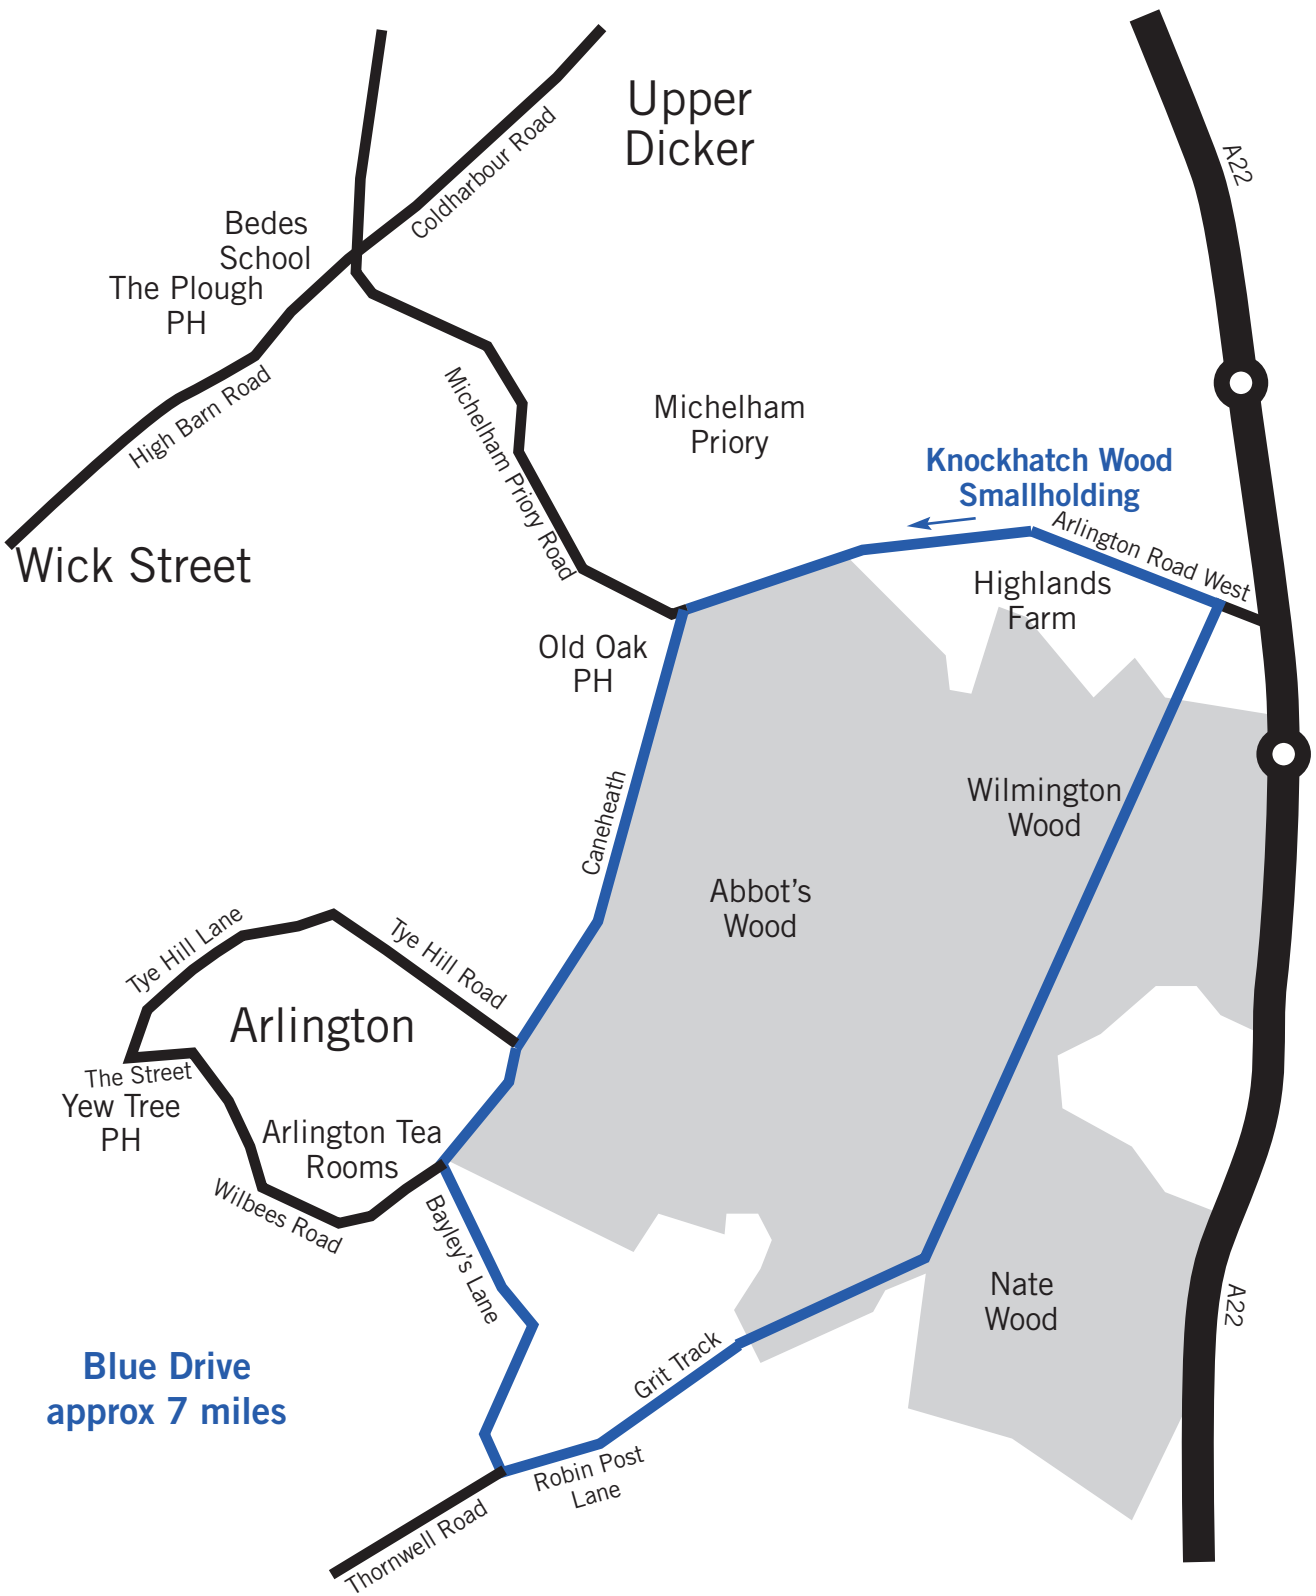 Upper
Dicker
A22
Coldharbour Road
Bedes
School
The Plough
PH
High Barn Road
Michelham Priory Road
Michelham
Priory
Knockhatch Wood
Smallholding
Arlington Road West
Wick Street
Highlands
Farm
Old Oak
PH
Caneheath
Wilmington
Wood
Abbot's
Wood
Tye Hill Lane
Tye Hill Road
Arlington
The Street
Yew Tree
PH
Arlington Tea
Rooms
Wilbees Road
Bayley's Lane
Nate
Wood
A22
Blue Drive
approx 7 miles
Grit Track
Robin Post
Lane
Thornwell Road